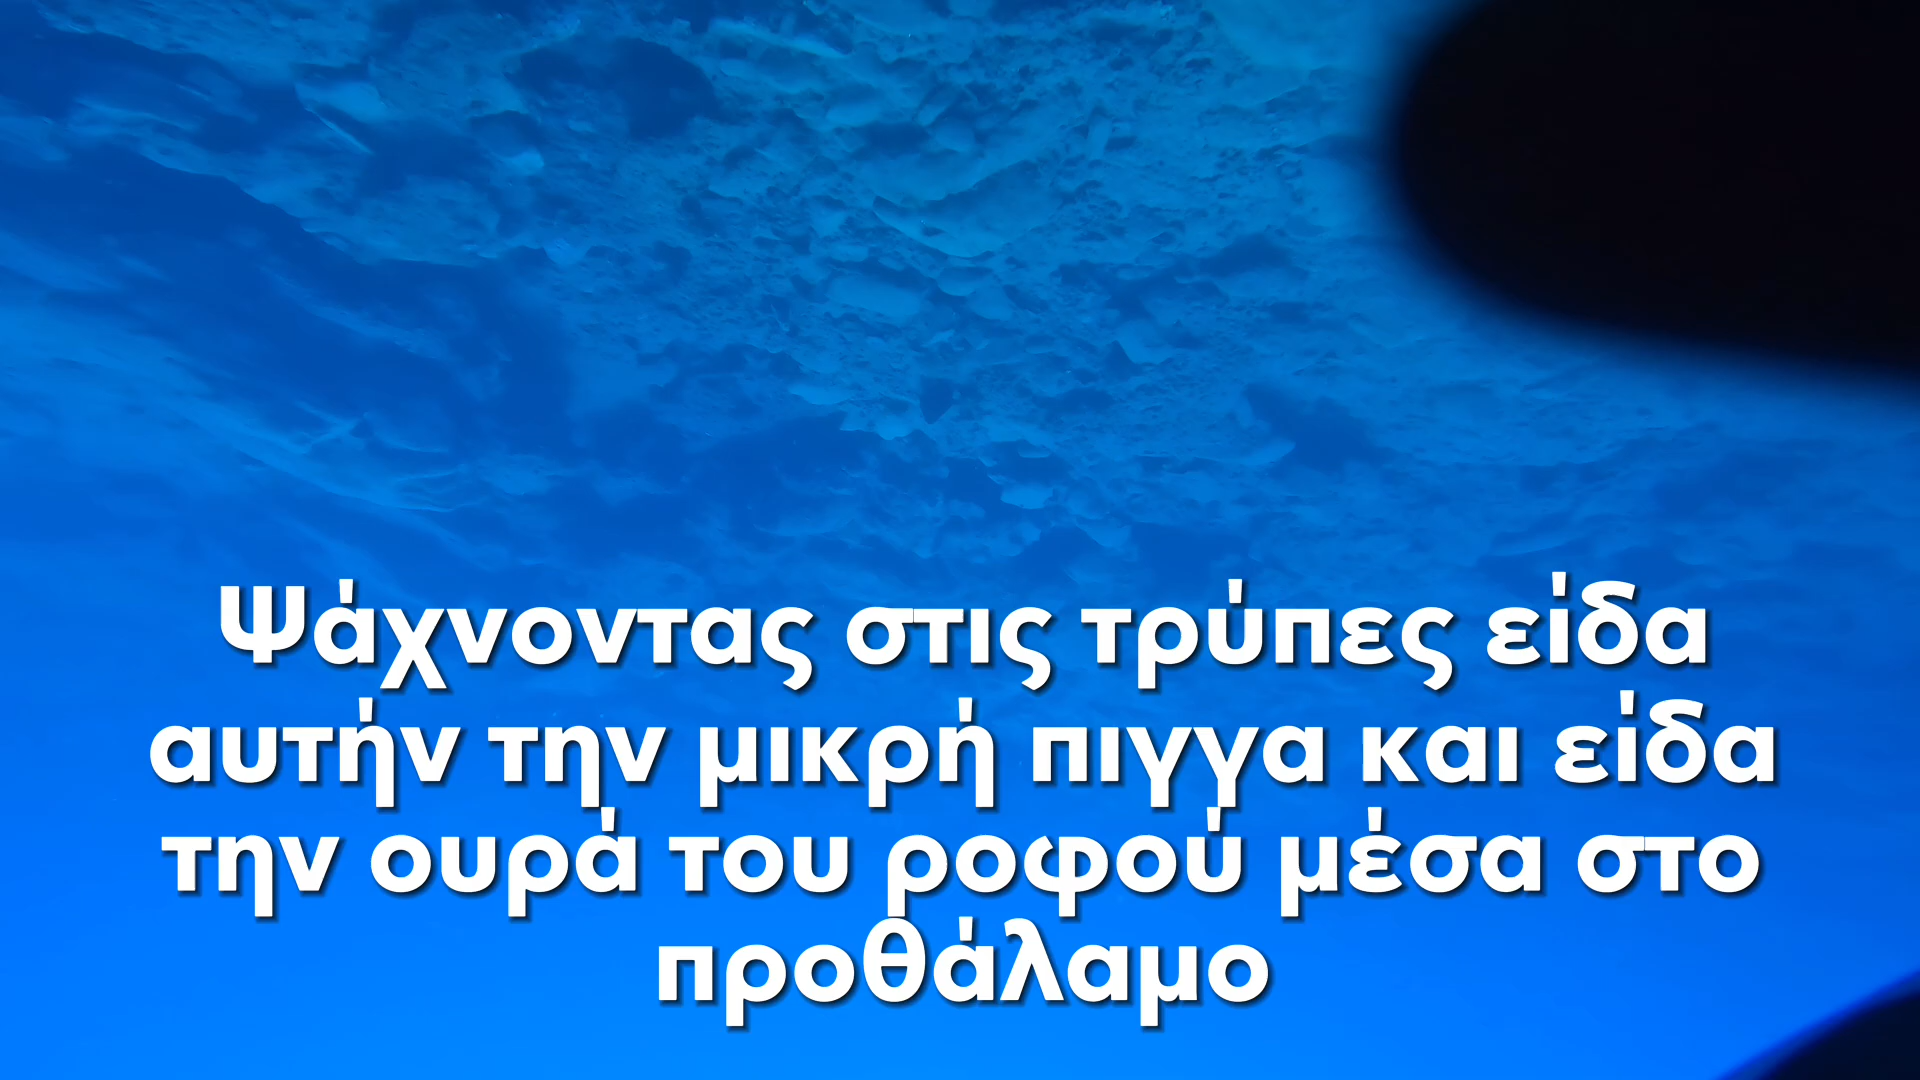 Ψάχνοντας στις τρύπες είδα
αυτήν την μικρή πιγγα και είδα
την ουρά του ροφού μέσα στο
προθάλαμο